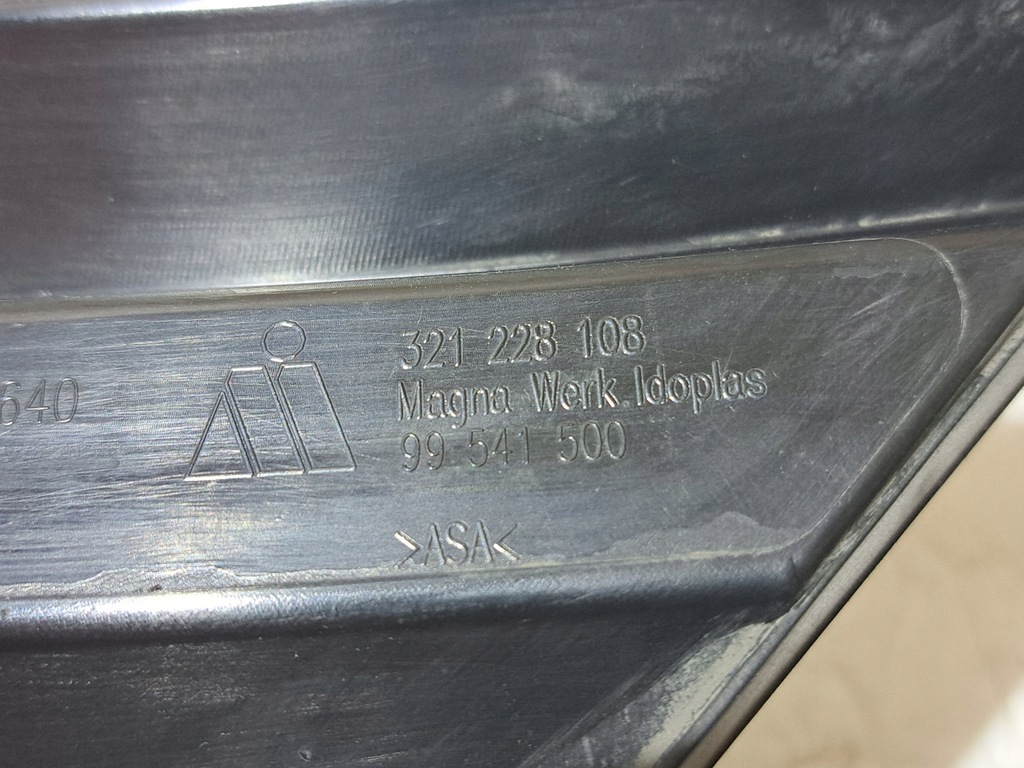 640
321 228 108
Magna Werk Idoplas
99 541 500
>ASA<